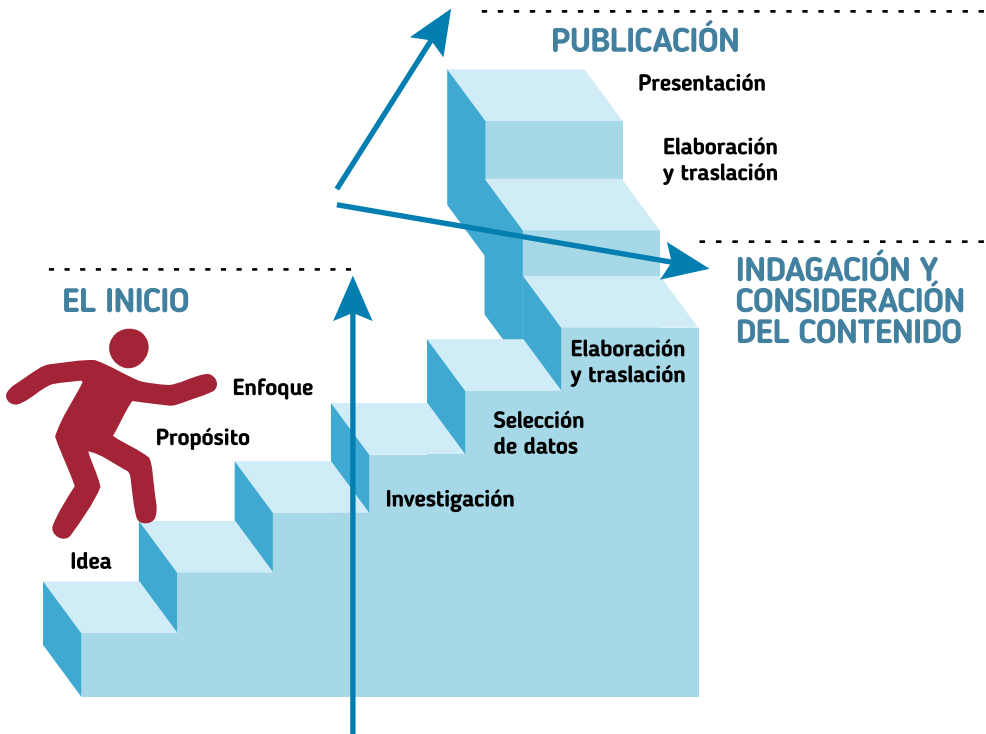 PUBLICACIÓN
Presentación
Elaboración
y traslación
INDAGACIÓN Y
CONSIDERACIÓN
DEL CONTENIDO
EL INICIO
Elaboración
y traslación
Enfoque
Selección
de datos
Propósito
Investigación
Idea